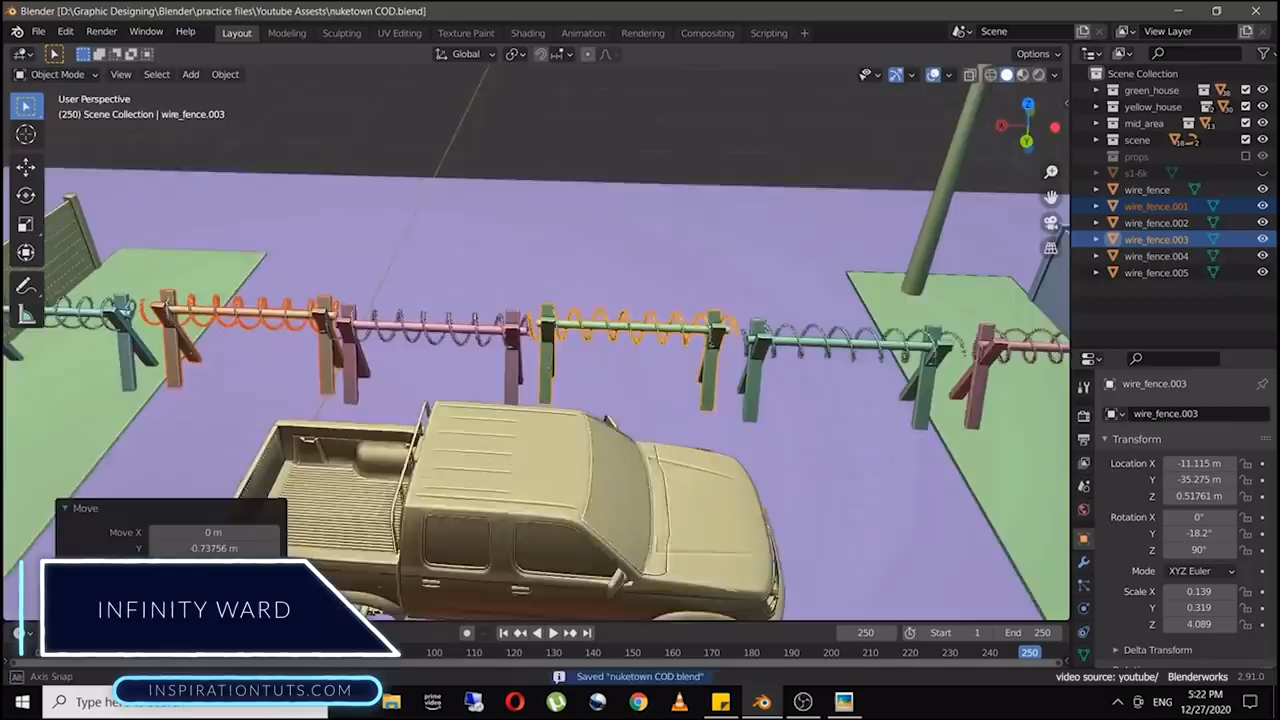 Blender [D:\Graphic Designing\Blender\practice files\Youtube Assests\nuketown COD.blend]
File Edit Render Window Help
Layout Modeling Sculpting UV Editing Texture Paint Shading Animation Rendering Compositing Scripting +
Scene
View Layer
Global
Options
Object Mode View Select Add Object
User Perspective
(250) Scene Collection | wire_fence.003
Z
X
Y
Scene Collection
green_house
yellow_house
mid_area
scene
props
s1-6k
wire_fence
wire_fence.001
wire_fence.002
wire_fence.003
wire_fence.004
wire_fence.005
wire_fence.003
wire_fence.003
Transform
Location X -11.115 m
Y -35.275 m
Z 0.51761 m
Rotation X 0°
Y -18.2°
Z 90°
Mode XYZ Euler
Scale X 0.139
Y 0.319
Z 4.089
Delta Transform
Move
Move X 0 m
Y -0.73756 m
INFINITY WARD
INSPIRATIONTUTS.COM
250 Start 1 End 250
100 110 120 130 140 150 160 170 180 190 200 210 220 230 240 250
Axis Snap
Saved "nuketown COD.blend"
video source: youtube/ Blenderworks 2.91.0
Type here
prime video
ENG
5:22 PM
12/27/2020